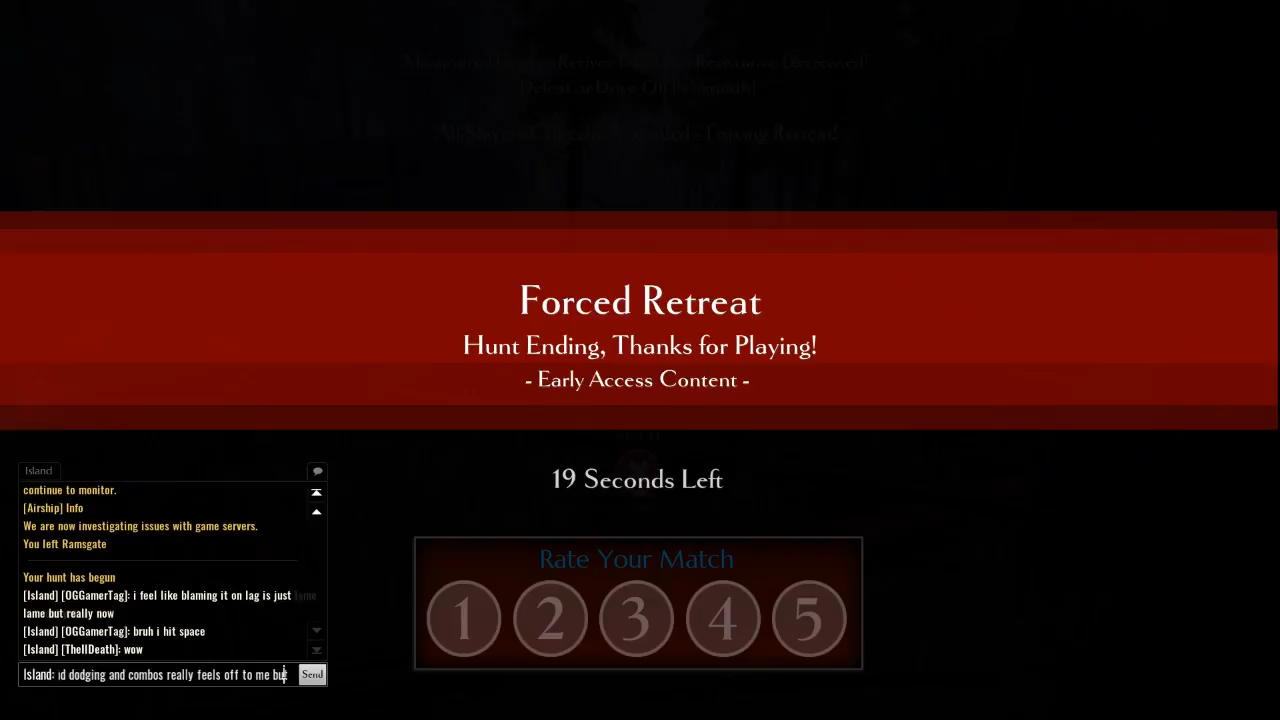 Forced Retreat
Hunt Ending, Thanks for Playing!
- Early Access Content -
19 Seconds Left
Rate Your Match
1 2 3 4 5
Island
continue to monitor.
[Airship] Info
We are now investigating issues with game servers.
You left Ramsgate
Your hunt has begun
[Island] [OGGamerTag]: i feel like blaming it on lag is just lame
lame but really now
[Island] [OGGamerTag]: bruh i hit space
[Island] [ThellDeath]: wow
Island: d dodging and combos really feels off to me but
Send